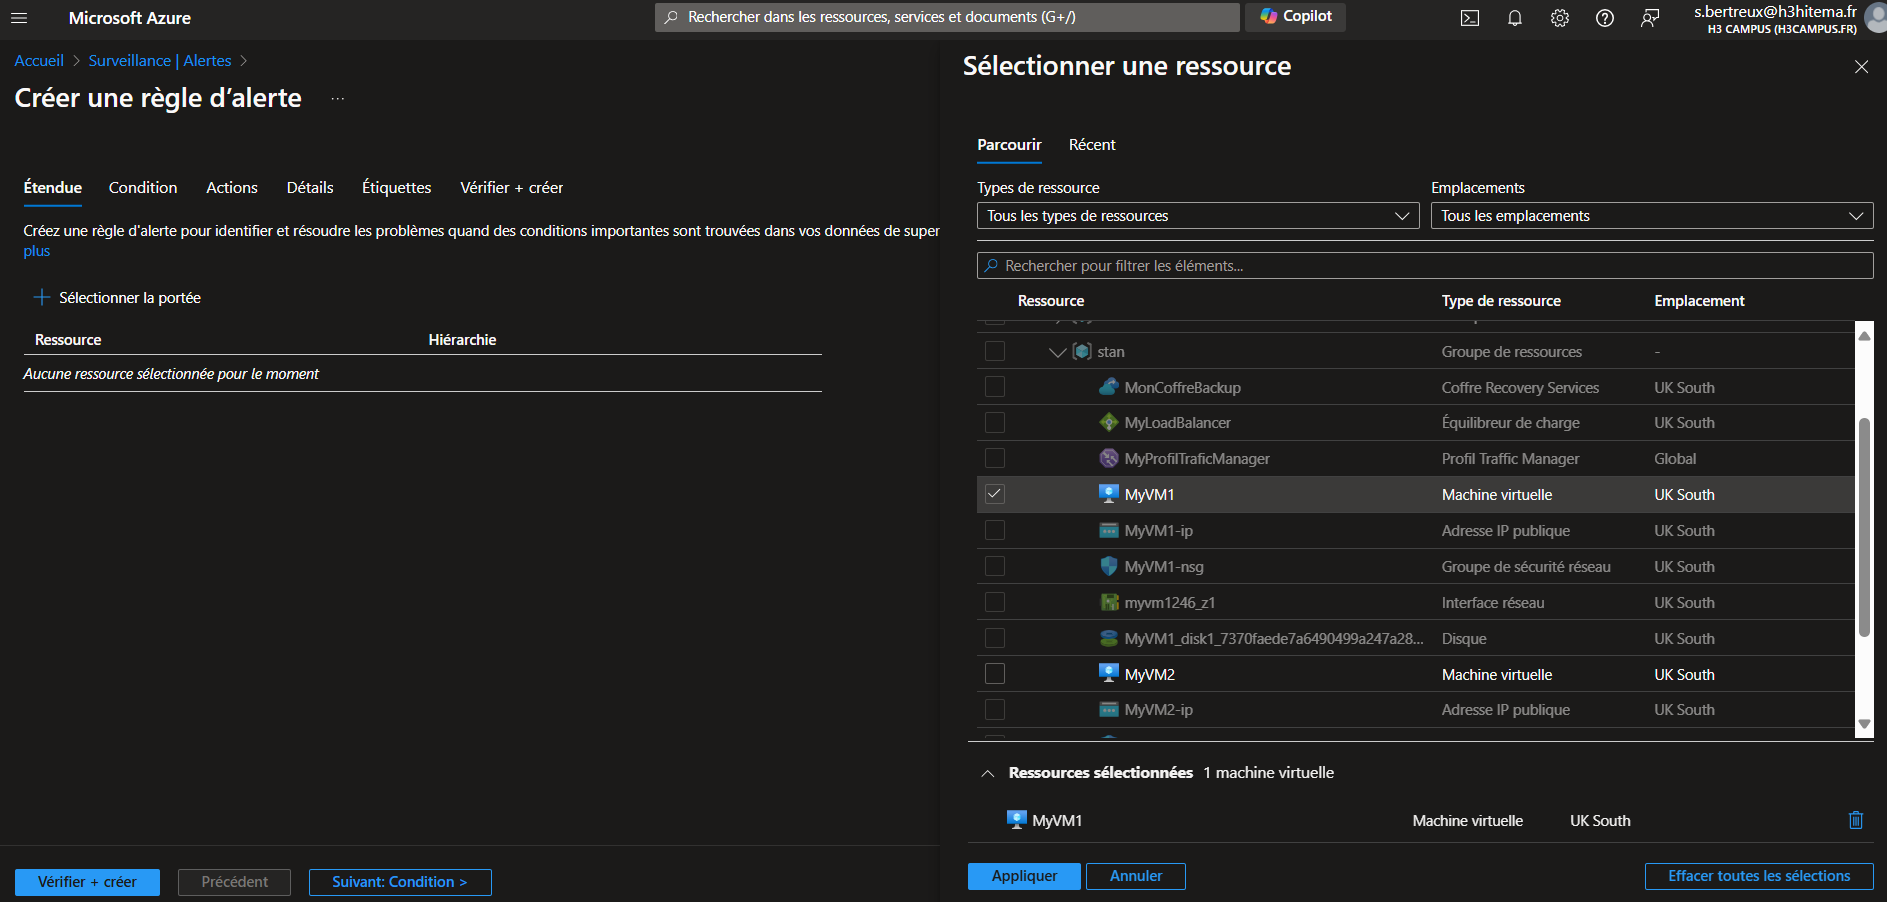 Microsoft Azure
Rechercher dans les ressources, services et documents (G+/)
Copilot
s.bertreux@h3hitema.fr
H3 CAMPUS (H3CAMPUS.FR)
Accueil > Surveillance | Alertes >
Créer une règle d’alerte ...
Étendue Condition Actions Détails Étiquettes Vérifier + créer
Créez une règle d'alerte pour identifier et résoudre les problèmes quand des conditions importantes sont trouvées dans vos données de super
plus
Sélectionner la portée
Ressource Hiérarchie
Aucune ressource sélectionnée pour le moment
Vérifier + créer Précédent Suivant: Condition >
Sélectionner une ressource
Parcourir Récent
Types de ressource Emplacements
Tous les types de ressources Tous les emplacements
Rechercher pour filtrer les éléments...
Ressource Type de ressource Emplacement
stan Groupe de ressources -
MonCoffreBackup Coffre Recovery Services UK South
MyLoadBalancer Équilibreur de charge UK South
MyProfilTraficManager Profil Traffic Manager Global
MyVM1 Machine virtuelle UK South
MyVM1-ip Adresse IP publique UK South
MyVM1-nsg Groupe de sécurité réseau UK South
myvm1246_z1 Interface réseau UK South
MyVM1_disk1_7370faede7a6490499a247a28... Disque UK South
MyVM2 Machine virtuelle UK South
MyVM2-ip Adresse IP publique UK South
Ressources sélectionnées 1 machine virtuelle
MyVM1 Machine virtuelle UK South
Appliquer Annuler Effacer toutes les sélections